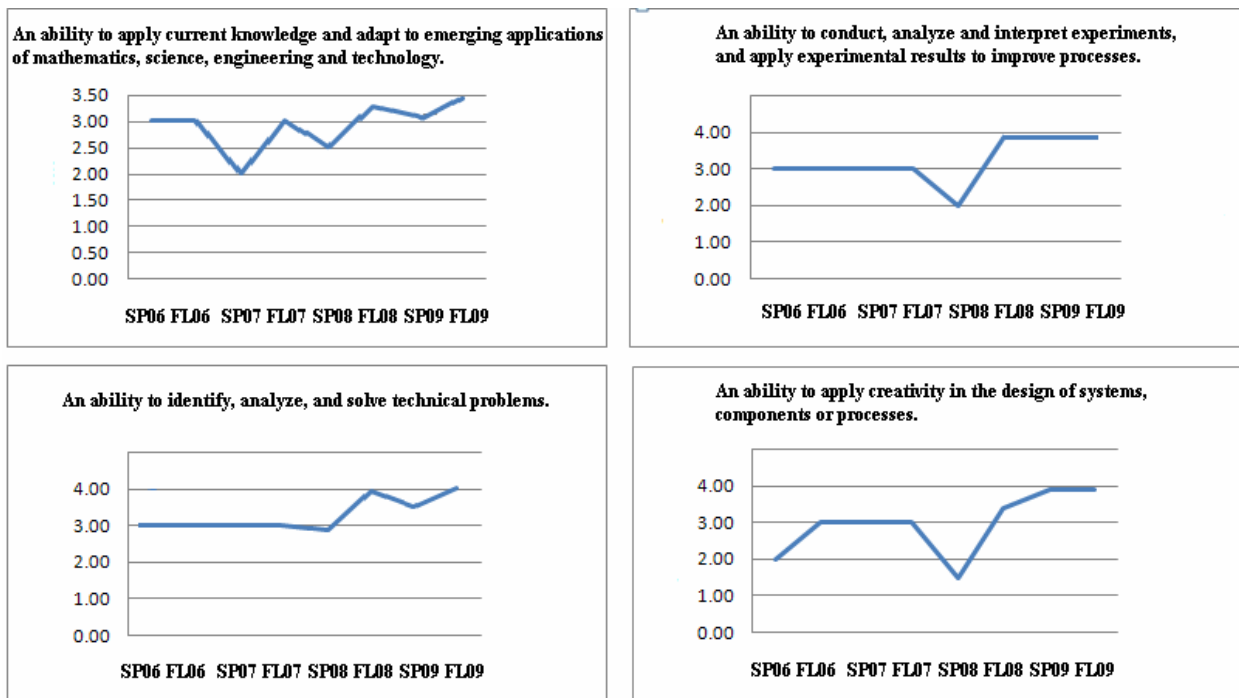 An ability to apply current knowledge and adapt to emerging applications
of mathematics, science, engineering and technology.
3.50
3.00
2.50
2.00
1.50
1.00
0.50
0.00
SP06 FL06 SP07 FL07 SP08 FL08 SP09 FL09
An ability to conduct, analyze and interpret experiments,
and apply experimental results to improve processes.
4.00
3.00
2.00
1.00
0.00
SP06 FL06 SP07 FL07 SP08 FL08 SP09 FL09
An ability to identify, analyze, and solve technical problems.
4.00
3.00
2.00
1.00
0.00
SP06 FL06 SP07 FL07 SP08 FL08 SP09 FL09
An ability to apply creativity in the design of systems,
components or processes.
4.00
3.00
2.00
1.00
0.00
SP06 FL06 SP07 FL07 SP08 FL08 SP09 FL09